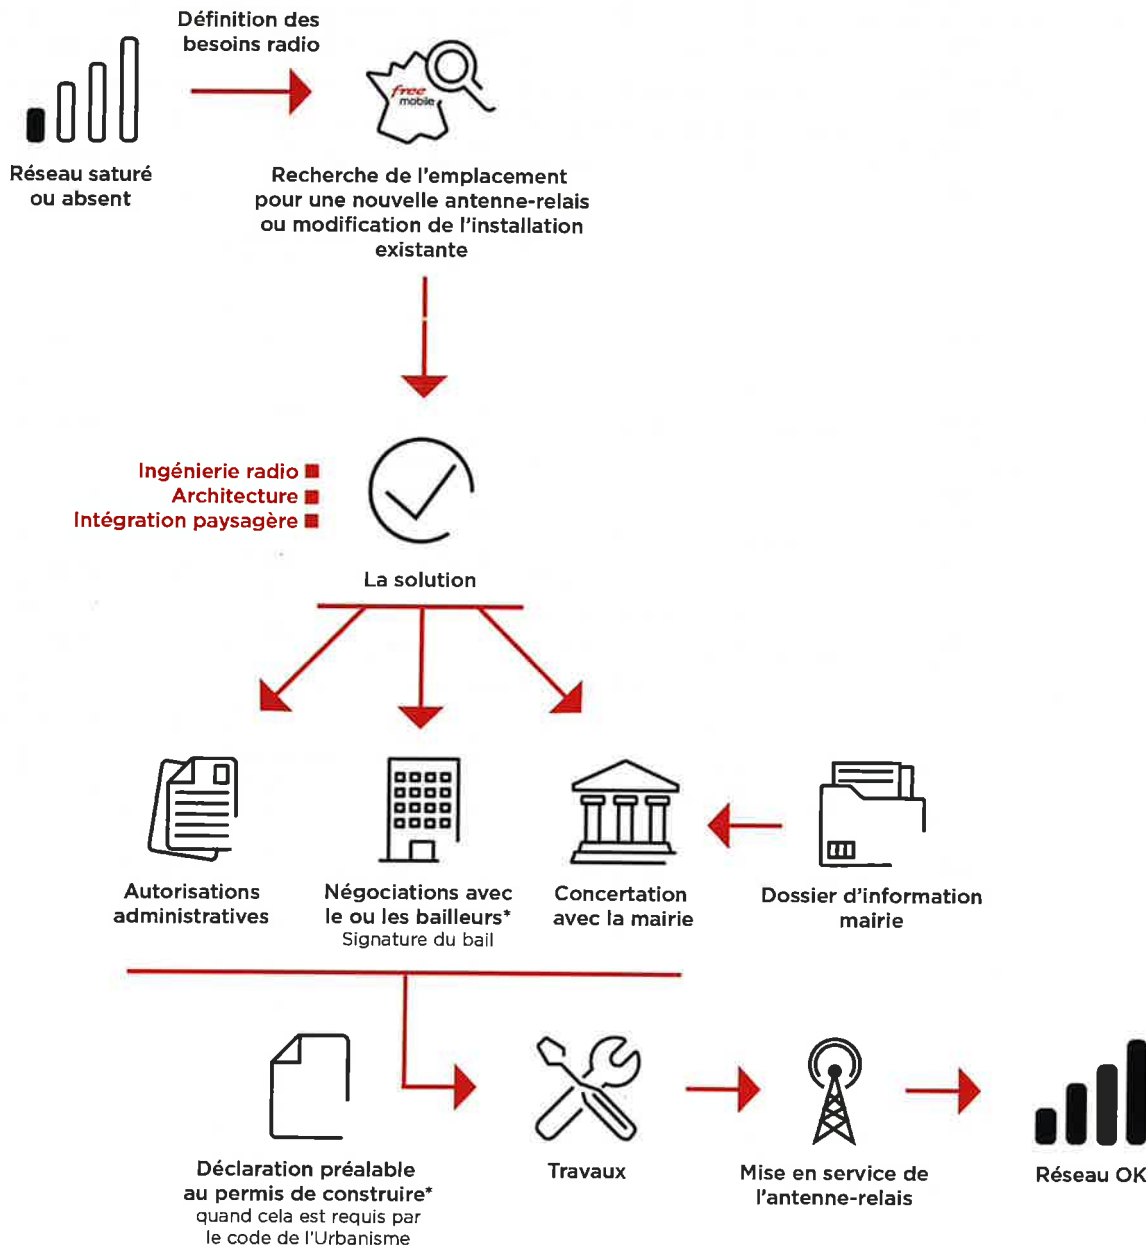 Définition des
besoins radio
free
mobile
Réseau saturé
ou absent
Recherche de l'emplacement
pour une nouvelle antenne-relais
ou modification de l'installation
existante
Ingénierie radio
Architecture
Intégration paysagère
La solution
Autorisations
administratives
Négociations avec
le ou les bailleurs*
Signature du bail
Concertation
avec la mairie
Dossier d'information
mairie
Déclaration préalable
au permis de construire*
quand cela est requis par
le code de l'Urbanisme
Travaux
Mise en service de
l'antenne-relais
Réseau OK